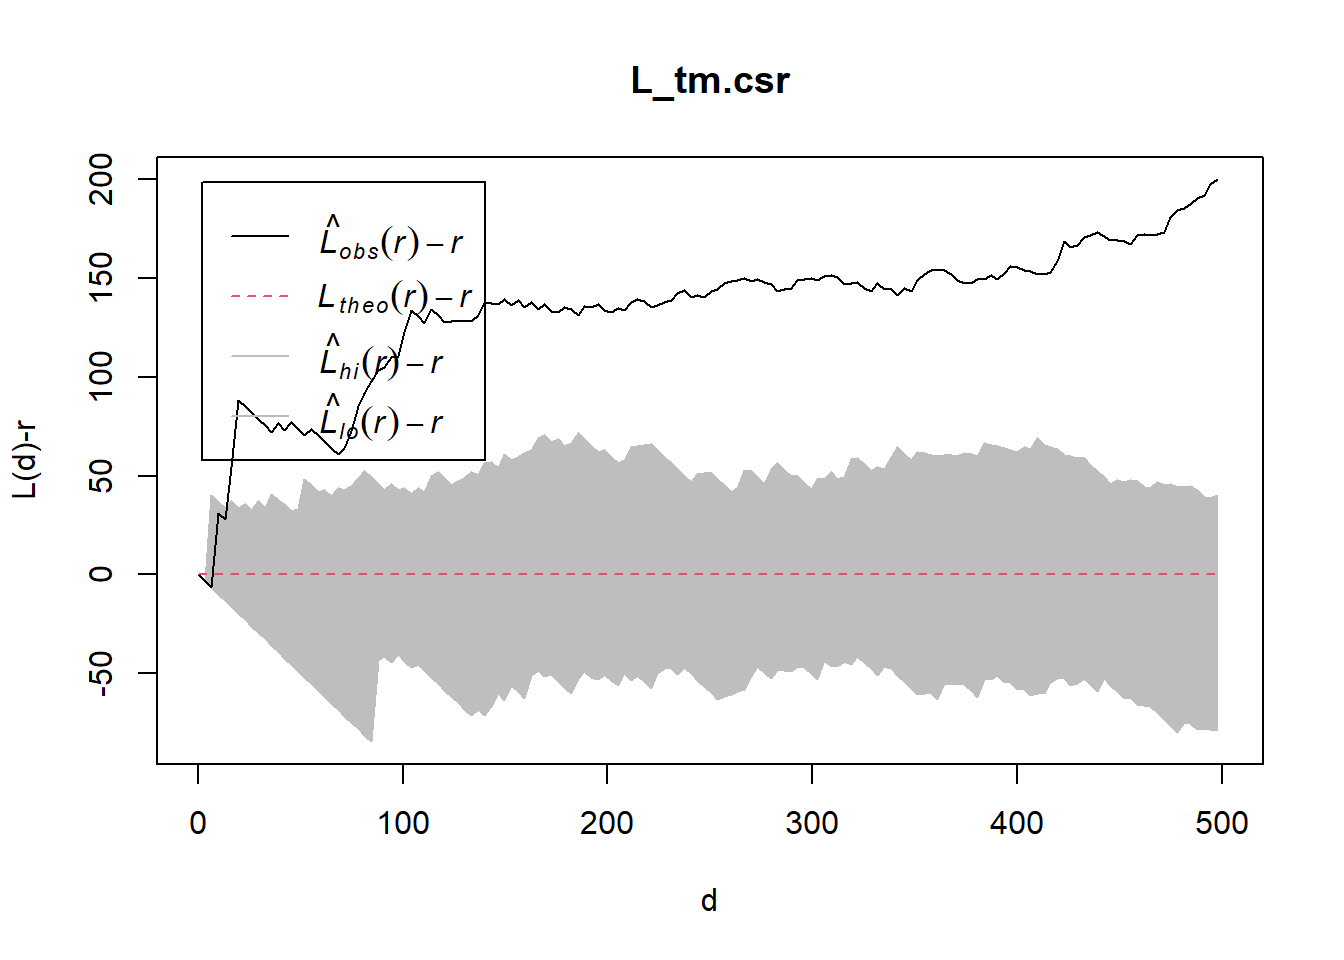 L_tm.csr
200
150
100
50
0
-50
L(d)-r
L̂obs(r) – r
Ltheo(r) – r
L̂hi(r) – r
L̂lo(r) – r
0 100 200 300 400 500
d